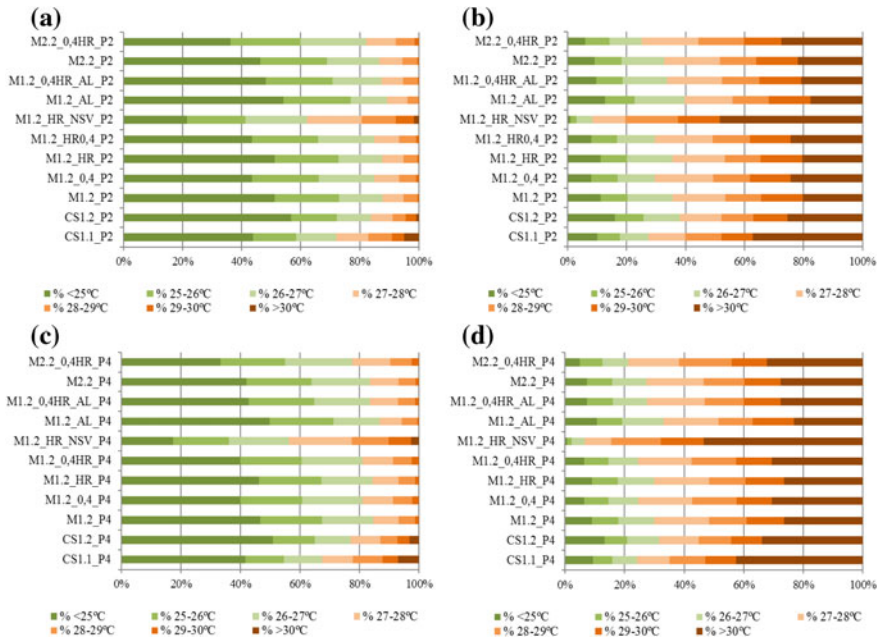 (a)
M2.2_0,4HR_P2
M2.2_P2
M1.2_0,4HR_AL_P2
M1.2_AL_P2
M1.2_HR_NSV_P2
M1.2_HR0,4_P2
M1.2_HR_P2
M1.2_0,4_P2
M1.2_P2
CS1.2_P2
CS1.1_P2
0% 20% 40% 60% 80% 100%
% <25ºC % 25-26ºC % 26-27ºC % 27-28ºC
% 28-29ºC % 29-30ºC % >30ºC
(b)
M2.2_0,4HR_P2
M2.2_P2
M1.2_0,4HR_AL_P2
M1.2_AL_P2
M1.2_HR_NSV_P2
M1.2_HR0,4_P2
M1.2_HR_P2
M1.2_0,4_P2
M1.2_P2
CS1.2_P2
CS1.1_P2
0% 20% 40% 60% 80% 100%
% <25ºC % 25-26ºC % 26-27ºC % 27-28ºC
% 28-29ºC % 29-30ºC % >30ºC
(c)
M2.2_0,4HR_P4
M2.2_P4
M1.2_0,4HR_AL_P4
M1.2_AL_P4
M1.2_HR_NSV_P4
M1.2_0,4HR_P4
M1.2_HR_P4
M1.2_0,4_P4
M1.2_P4
CS1.2_P4
CS1.1_P4
0% 20% 40% 60% 80% 100%
% <25ºC % 25-26ºC % 26-27ºC % 27-28ºC
% 28-29ºC % 29-30ºC % >30ºC
(d)
M2.2_0,4HR_P4
M2.2_P4
M1.2_0,4HR_AL_P4
M1.2_AL_P4
M1.2_HR_NSV_P4
M1.2_0,4HR_P4
M1.2_HR_P4
M1.2_0,4_P4
M1.2_P4
CS1.2_P4
CS1.1_P4
0% 20% 40% 60% 80% 100%
% <25ºC % 25-26ºC % 26-27ºC % 27-28ºC
% 28-29ºC % 29-30ºC % >30ºC